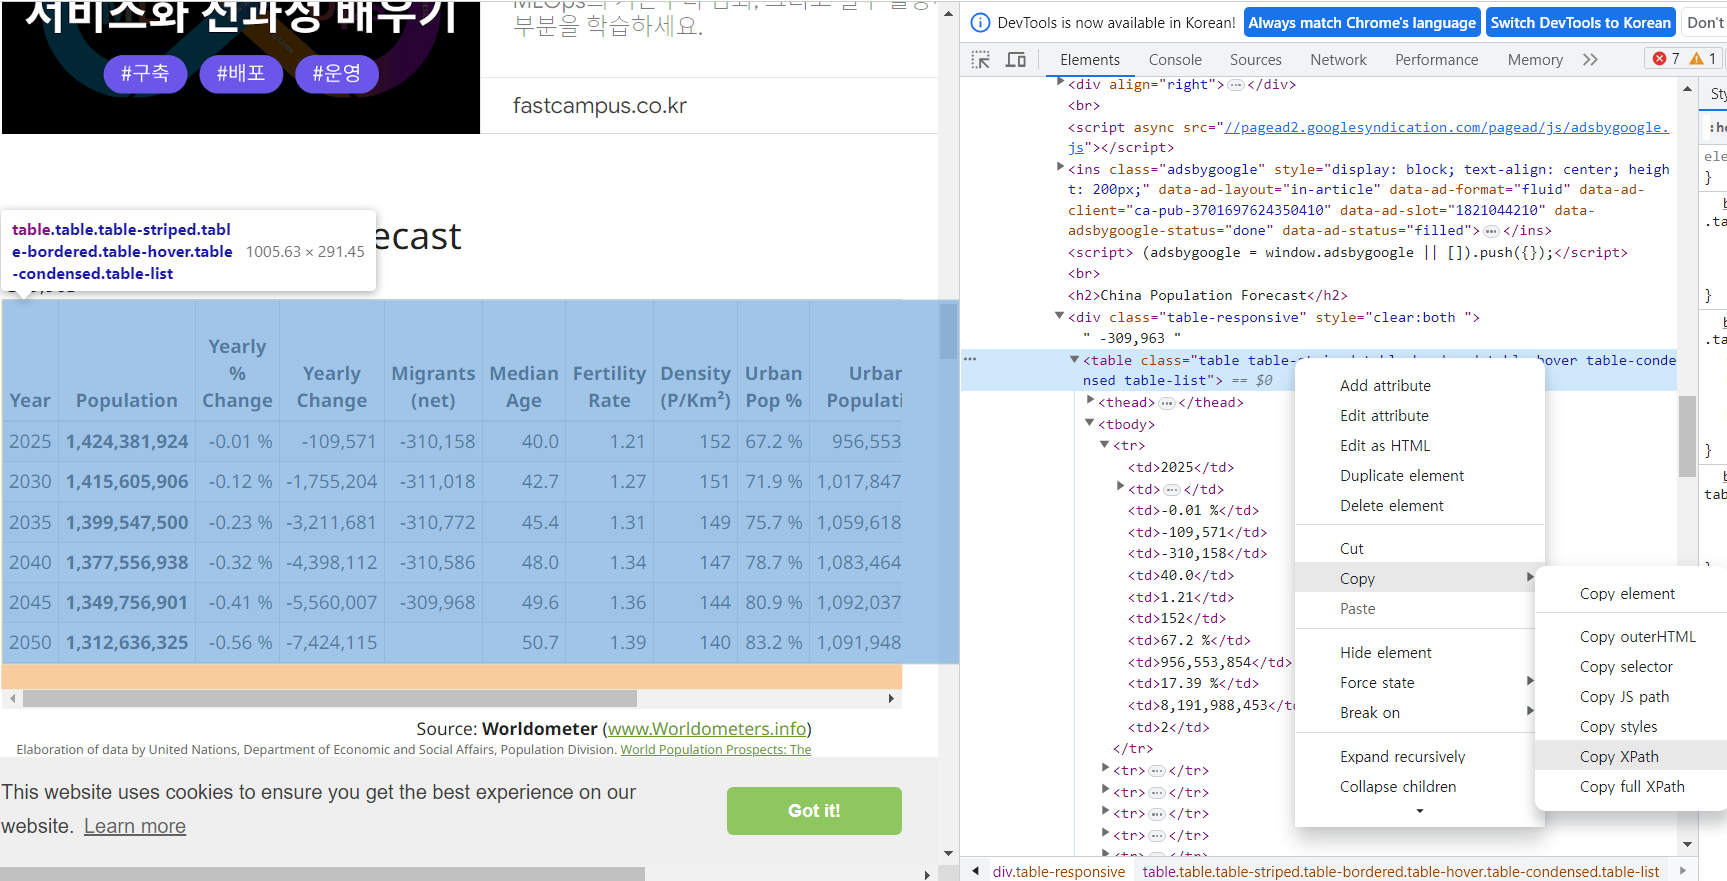 서비스화 전과정 배우기
#구축 #배포 #운영
부분을 학습하세요.
fastcampus.co.kr
ecast
table.table.table-striped.tabl
e-bordered.table-hover.table
-condensed.table-list
1005.63 × 291.45
Year Population Yearly % Change Yearly Change Migrants (net) Median Age Fertility Rate Density (P/Km²) Urban Pop % Urban Populati
2025 1,424,381,924 -0.01 % -109,571 -310,158 40.0 1.21 152 67.2 % 956,553
2030 1,415,605,906 -0.12 % -1,755,204 -311,018 42.7 1.27 151 71.9 % 1,017,847
2035 1,399,547,500 -0.23 % -3,211,681 -310,772 45.4 1.31 149 75.7 % 1,059,618
2040 1,377,556,938 -0.32 % -4,398,112 -310,586 48.0 1.34 147 78.7 % 1,083,464
2045 1,349,756,901 -0.41 % -5,560,007 -309,968 49.6 1.36 144 80.9 % 1,092,037
2050 1,312,636,325 -0.56 % -7,424,115 50.7 1.39 140 83.2 % 1,091,948
Source: Worldometer (www.Worldometers.info)
Elaboration of data by United Nations, Department of Economic and Social Affairs, Population Division. World Population Prospects: The
This website uses cookies to ensure you get the best experience on our
website. Learn more
Got it!
DevTools is now available in Korean! Always match Chrome's language Switch DevTools to Korean Don't
Elements Console Sources Network Performance Memory 7 1
<div align="right">…</div>
<br>
<script async src="//pagead2.googlesyndication.com/pagead/js/adsbygoogle.
js"></script>
<ins class="adsbygoogle" style="display: block; text-align: center; heigh
t: 200px;" data-ad-layout="in-article" data-ad-format="fluid" data-ad-
client="ca-pub-3701697624350410" data-ad-slot="1821044210" data-
adsbygoogle-status="done" data-ad-status="filled">…</ins>
<script> (adsbygoogle = window.adsbygoogle || []).push({});</script>
<br>
<h2>China Population Forecast</h2>
<div class="table-responsive" style="clear:both ">
" -309,963 "
<table class="table hover table-conde
nsed table-list"> == $0
<thead>…</thead>
<tbody>
<tr>
<td>2025</td>
<td>…</td>
<td>-0.01 %</td>
<td>-109,571</td>
<td>-310,158</td>
<td>40.0</td>
<td>1.21</td>
<td>152</td>
<td>67.2 %</td>
<td>956,553,854</td>
<td>17.39 %</td>
<td>8,191,988,453</t
<td>2</td>
</tr>
<tr>…</tr>
<tr>…</tr>
<tr>…</tr>
<tr>…</tr>
div.table-responsive table.table.table-striped.table-bordered.table-hover.table-condensed.table-list
Add attribute
Edit attribute
Edit as HTML
Duplicate element
Delete element
Cut
Copy
Paste
Hide element
Force state
Break on
Expand recursively
Collapse children
Copy element
Copy outerHTML
Copy selector
Copy JS path
Copy styles
Copy XPath
Copy full XPath
Sty
:ho
ele
}
.ta
}
.ta
}
tab